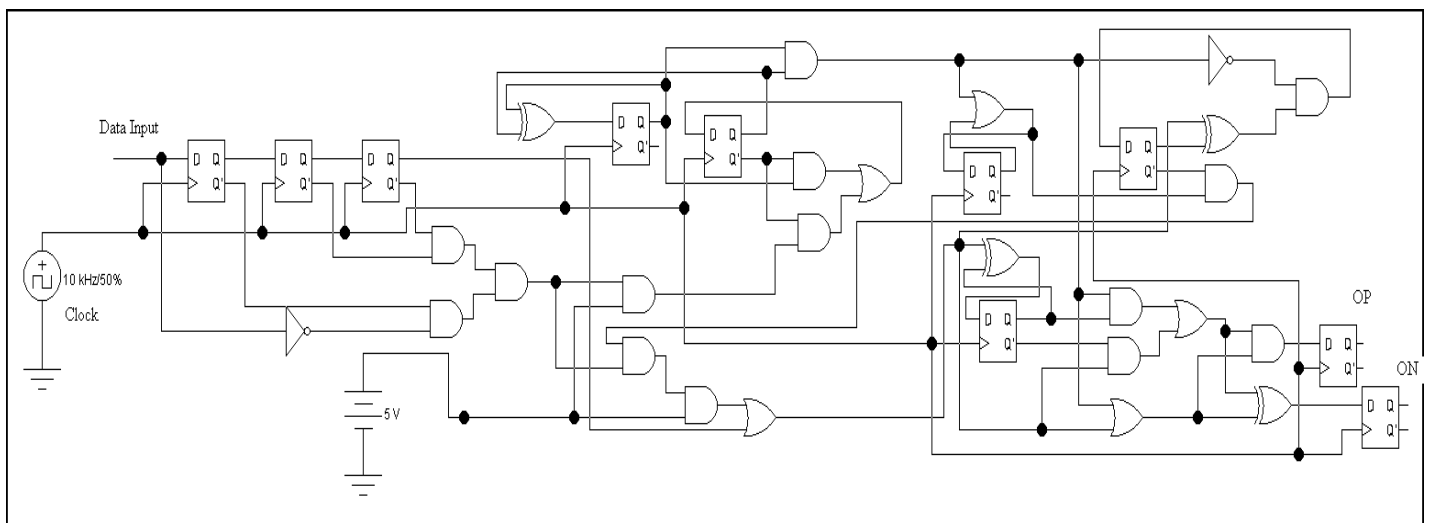 Data Input
D Q
Q'
D Q
Q'
D Q
Q'
D Q
Q'
D Q
Q'
D Q
Q'
D Q
Q'
10 kHz/50%
Clock
5 V
D Q
Q'
OP
D Q
Q'
ON
D Q
Q'